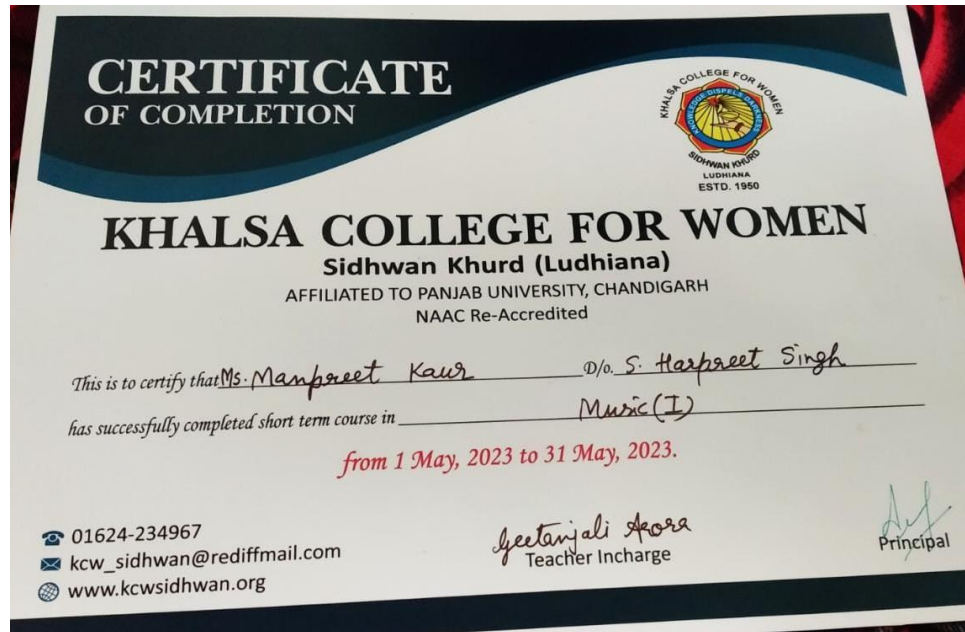 CERTIFICATE
OF COMPLETION
KHALSA COLLEGE FOR WOMEN
KNOWLEDGE DISPELS DARKNESS
SIDHWAN KHURD
LUDHIANA
ESTD. 1950
KHALSA COLLEGE FOR WOMEN
Sidhwan Khurd (Ludhiana)
AFFILIATED TO PANJAB UNIVERSITY, CHANDIGARH
NAAC Re-Accredited
This is to certify that Ms. Manpreet Kaur D/o. S. Harpreet Singh
has successfully completed short term course in Music (I)
from 1 May, 2023 to 31 May, 2023.
01624-234967
kcw_sidhwan@rediffmail.com
www.kcwsidhwan.org
Geetanjali Arora
Teacher Incharge
Principal